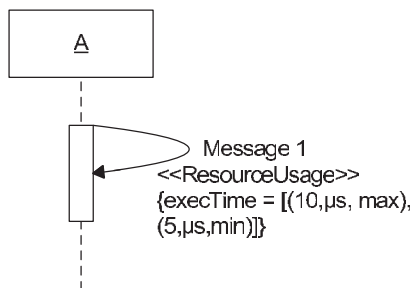 A
Message 1
<<ResourceUsage>>
{execTime = [(10,µs, max),
(5,µs,min)]}